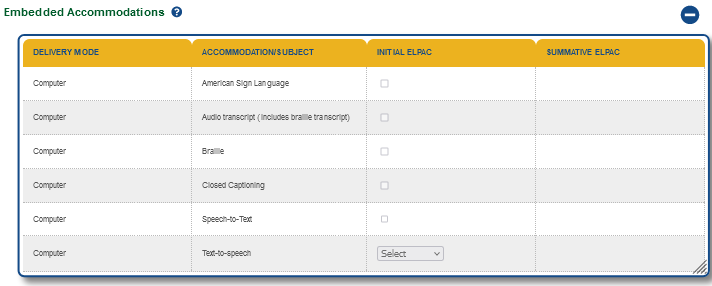 Embedded Accommodations ?
DELIVERY MODE ACCOMMODATION/SUBJECT INITIAL ELPAC SUMMATIVE ELPAC
Computer American Sign Language
Computer Audio transcript (includes braille transcript)
Computer Braille
Computer Closed Captioning
Computer Speech-to-Text
Computer Text-to-speech Select